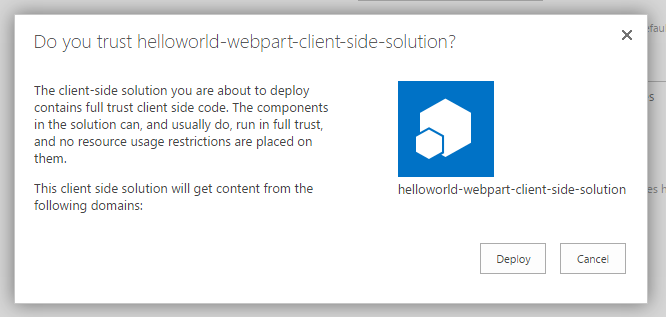 Do you trust helloworld-webpart-client-side-solution?
The client-side solution you are about to deploy
contains full trust client side code. The components
in the solution can, and usually do, run in full trust,
and no resource usage restrictions are placed on
them.
This client side solution will get content from the
following domains:
helloworld-webpart-client-side-solution
Deploy
Cancel